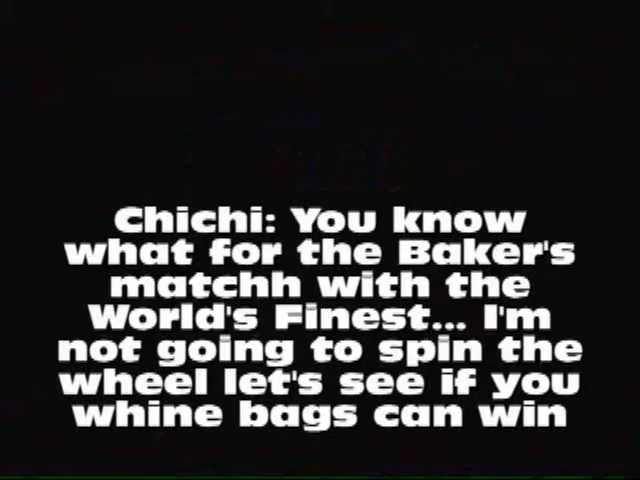 Chichi: You know
what for the Baker's
matchh with the
World's Finest... I'm
not going to spin the
wheel let's see if you
whine bags can win